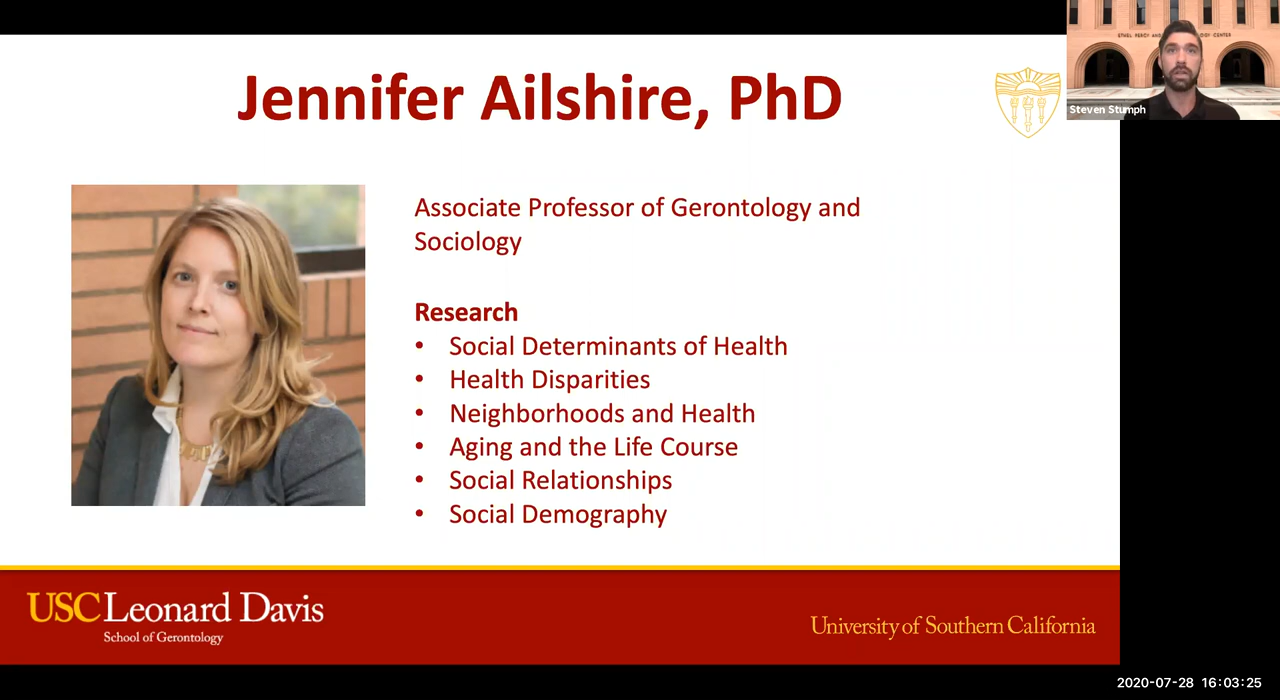 Jennifer Ailshire, PhD
Steven Stumph
Associate Professor of Gerontology and
Sociology
Research
• Social Determinants of Health
• Health Disparities
• Neighborhoods and Health
• Aging and the Life Course
• Social Relationships
• Social Demography
USC Leonard Davis
School of Gerontology
University of Southern California
2020-07-28 16:03:25